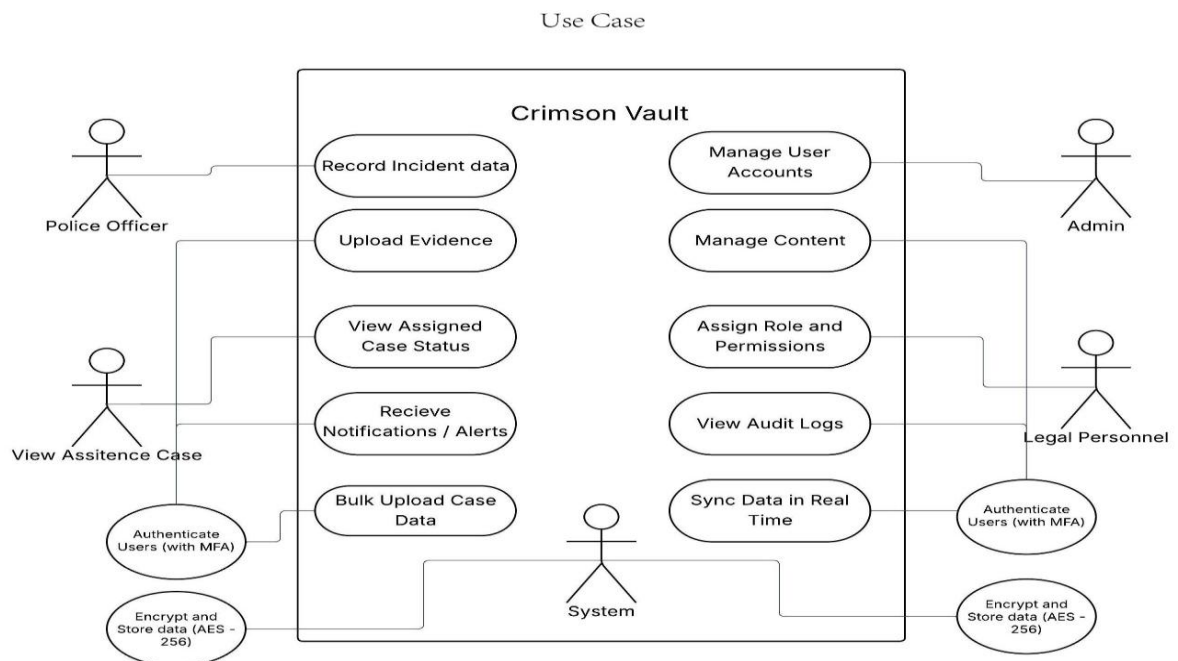 Use Case
Crimson Vault
Record Incident data
Manage User
Accounts
Police Officer
Admin
Upload Evidence
Manage Content
View Assigned
Case Status
Assign Role and
Permissions
Recieve
Notifications / Alerts
View Audit Logs
View Assitence Case
Legal Personnel
Bulk Upload Case
Data
Sync Data in Real
Time
Authenticate
Users (with MFA)
Authenticate
Users (with MFA)
System
Encrypt and
Store data (AES -
256)
Encrypt and
Store data (AES -
256)